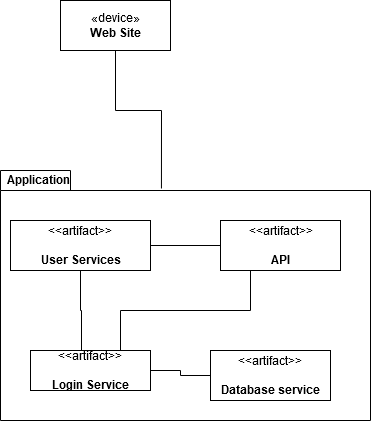 «device»
Web Site
Application
<<artifact>>
User Services
<<artifact>>
API
<<artifact>>
Login Service
<<artifact>>
Database service